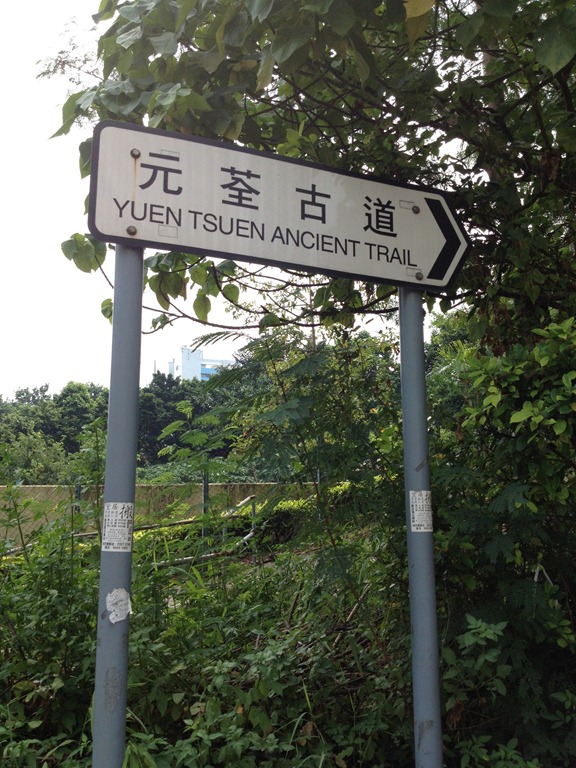 元荃古道
YUEN TSUEN ANCIENT TRAIL